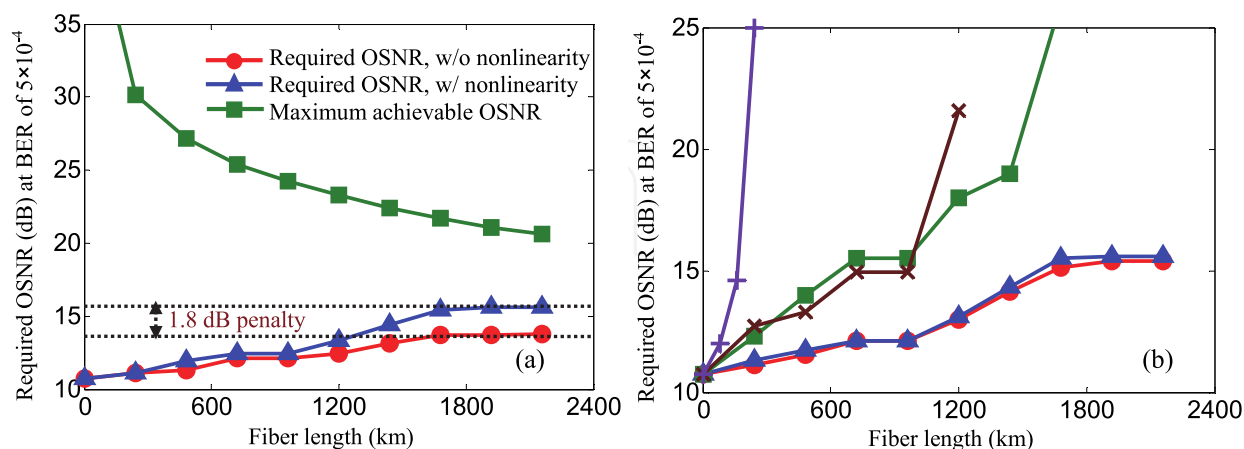 35
30
25
20
15
10
Required OSNR (dB) at BER of 5×10-4
Required OSNR, w/o nonlinearity
Required OSNR, w/ nonlinearity
Maximum achievable OSNR
1.8 dB penalty
(a)
0 600 1200 1800 2400
Fiber length (km)
25
20
15
10
Required OSNR (dB) at BER of 5×10-4
(b)
0 600 1200 1800 2400
Fiber length (km)